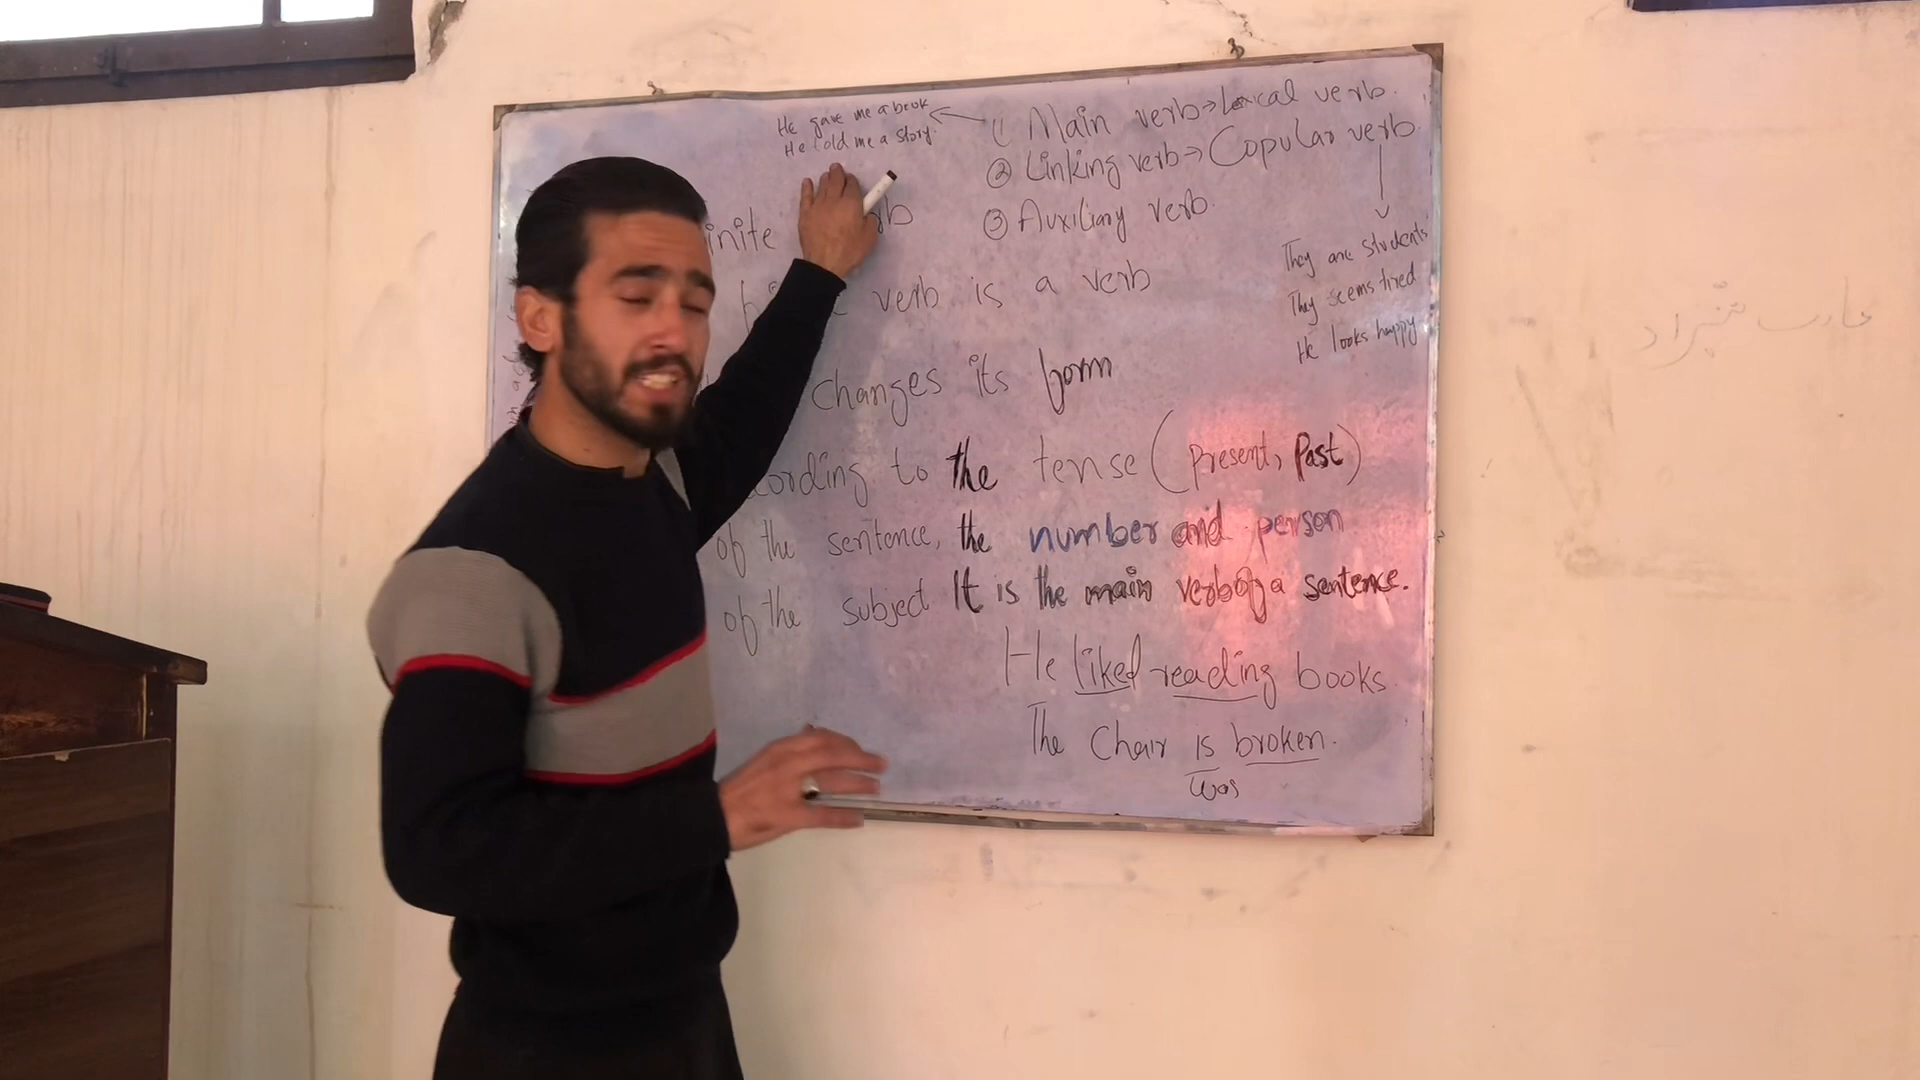 He gave me a book
He told me a story.
① Main verb → Lexical verb.
② Linking verb → Copular verb
③ Auxiliary verb.
They are students
They seems tired
He looks happy
inite rb
verb is a verb
changes its form
cording to the tense (Present, Past)
of the sentence, the number and person
of the subject It is the main verb of a sentence.
He liked reading books.
The Chair is broken.
was